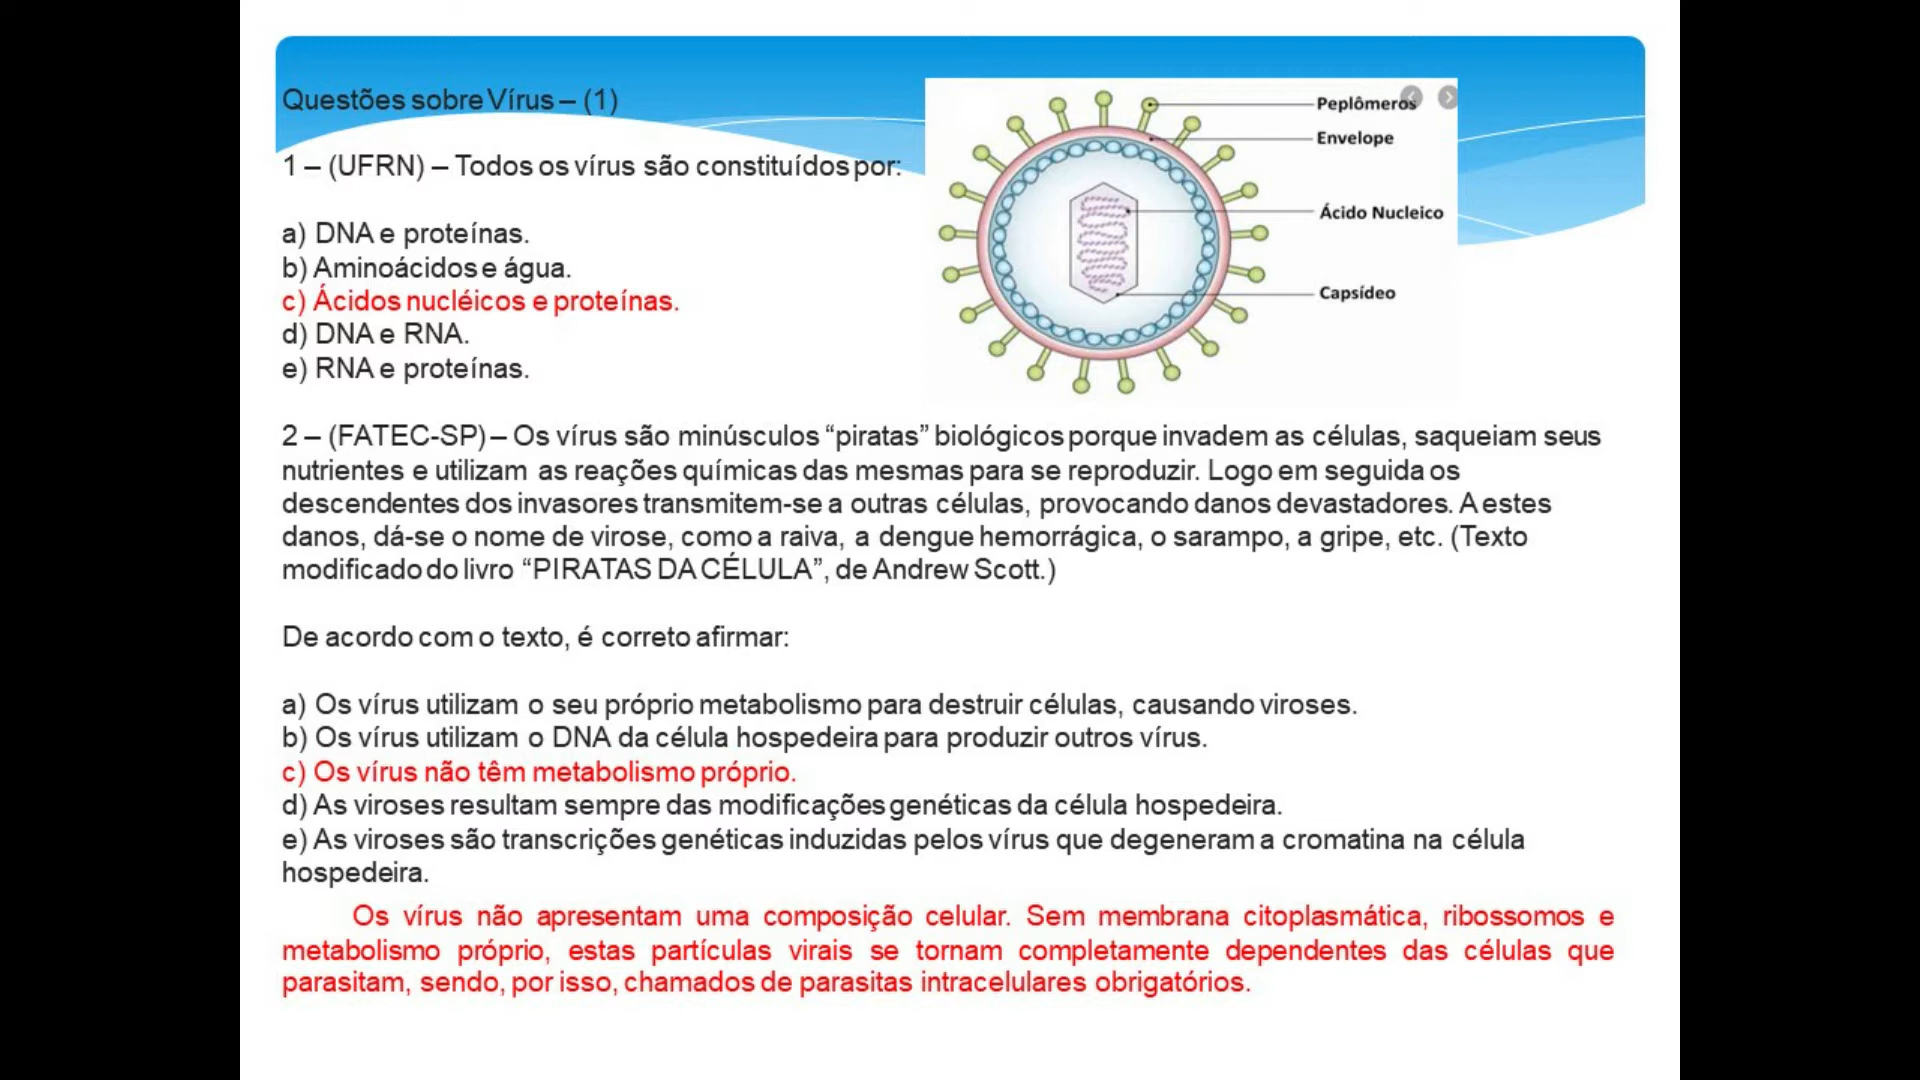 Questões sobre Vírus – (1)
1 – (UFRN) – Todos os vírus são constituídos por:
a) DNA e proteínas.
b) Aminoácidos e água.
c) Ácidos nucléicos e proteínas.
d) DNA e RNA.
e) RNA e proteínas.
Peplômeros
Envelope
Ácido Nucleico
Capsídeo
2 – (FATEC-SP) – Os vírus são minúsculos “piratas” biológicos porque invadem as células, saqueiam seus
nutrientes e utilizam as reações químicas das mesmas para se reproduzir. Logo em seguida os
descendentes dos invasores transmitem-se a outras células, provocando danos devastadores. A estes
danos, dá-se o nome de virose, como a raiva, a dengue hemorrágica, o sarampo, a gripe, etc. (Texto
modificado do livro “PIRATAS DA CÉLULA”, de Andrew Scott.)
De acordo com o texto, é correto afirmar:
a) Os vírus utilizam o seu próprio metabolismo para destruir células, causando viroses.
b) Os vírus utilizam o DNA da célula hospedeira para produzir outros vírus.
c) Os vírus não têm metabolismo próprio.
d) As viroses resultam sempre das modificações genéticas da célula hospedeira.
e) As viroses são transcrições genéticas induzidas pelos vírus que degeneram a cromatina na célula
hospedeira.
Os vírus não apresentam uma composição celular. Sem membrana citoplasmática, ribossomos e
metabolismo próprio, estas partículas virais se tornam completamente dependentes das células que
parasitam, sendo, por isso, chamados de parasitas intracelulares obrigatórios.